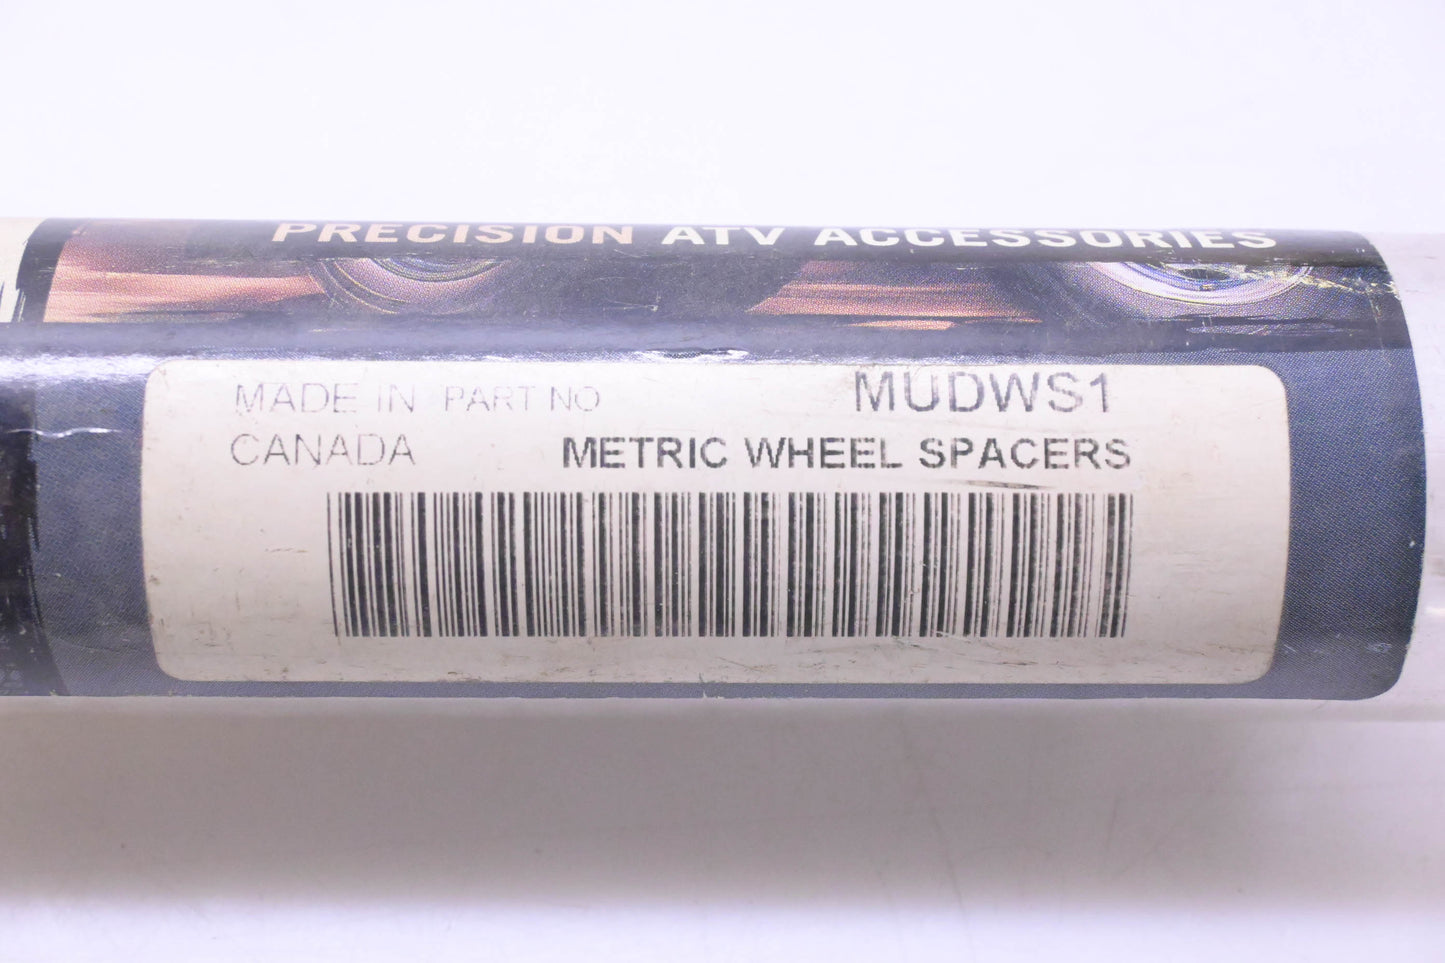 PRECISION ATV ACCESSORIES
MADE IN PART NO MUDWS1
CANADA METRIC WHEEL SPACERS